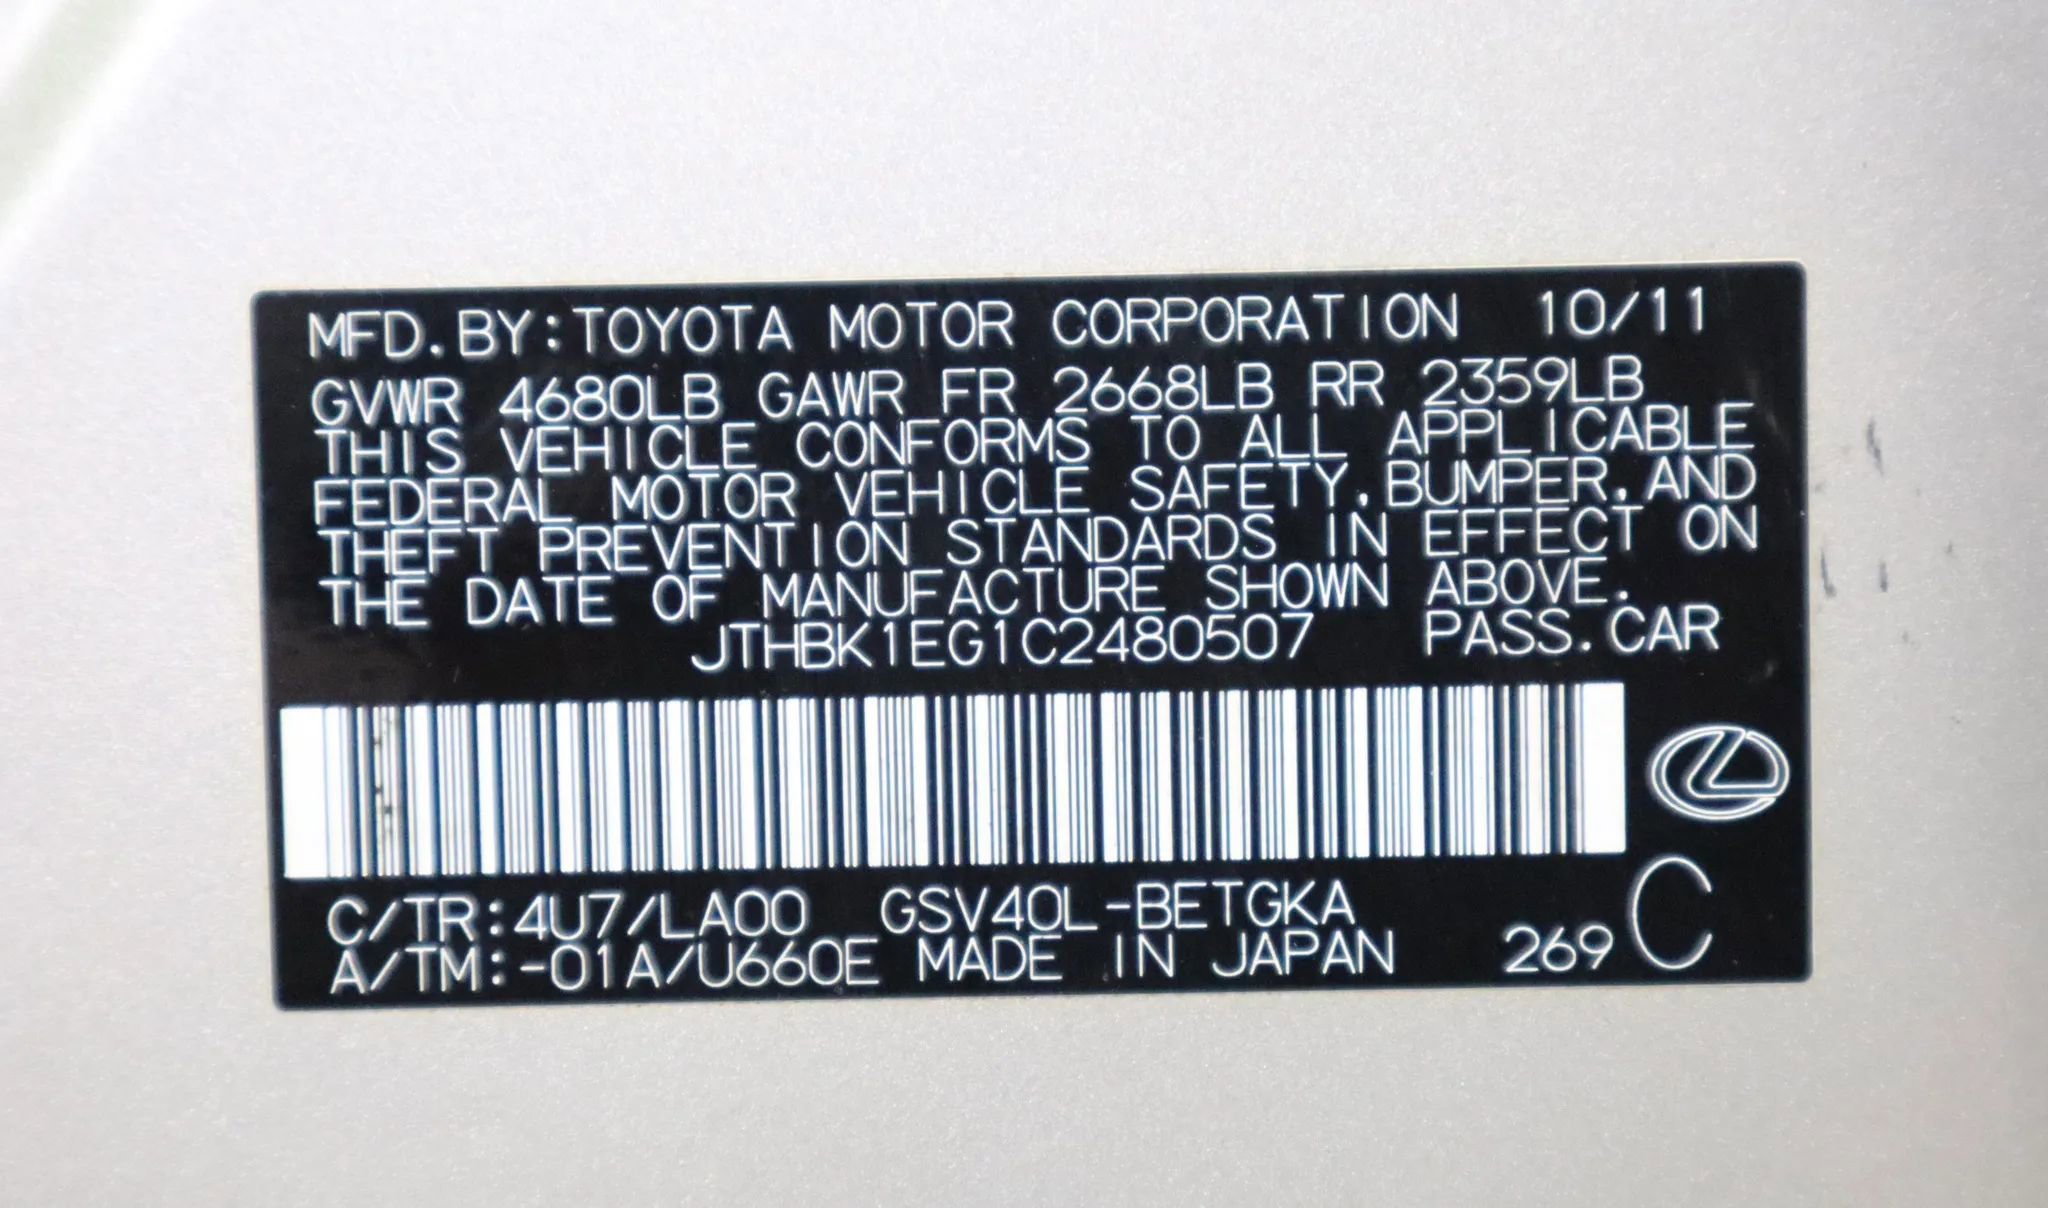 MFD. BY: TOYOTA MOTOR CORPORATION 10/11
GVWR 4680LB GAWR FR 2668LB RR 2359LB
THIS VEHICLE CONFORMS TO ALL APPLICABLE
FEDERAL MOTOR VEHICLE SAFETY, BUMPER, AND
THEFT PREVENTION STANDARDS IN EFFECT ON
THE DATE OF MANUFACTURE SHOWN ABOVE.
JTHBK1EG1C2480507 PASS. CAR
C/TR: 4U7/LA00 GSV40L-BETGKA
A/TM: -01A/U660E MADE IN JAPAN 269 C